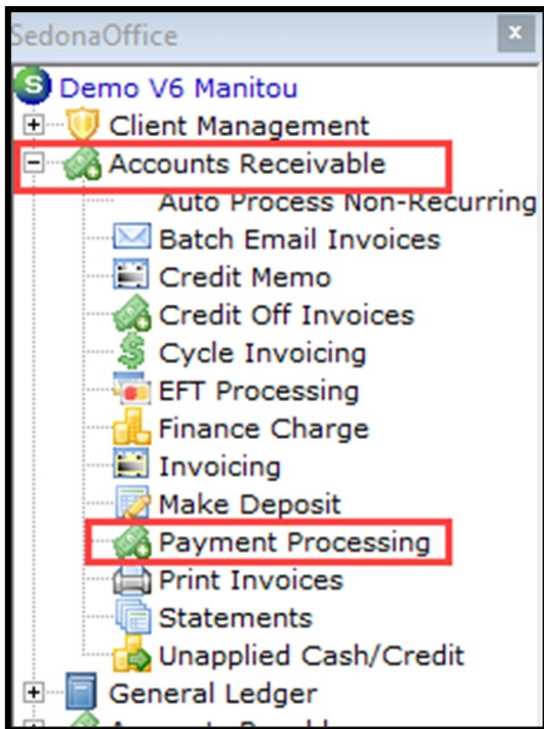 SedonaOffice
Demo V6 Manitou
Client Management
Accounts Receivable
Auto Process Non-Recurring
Batch Email Invoices
Credit Memo
Credit Off Invoices
Cycle Invoicing
EFT Processing
Finance Charge
Invoicing
Make Deposit
Payment Processing
Print Invoices
Statements
Unapplied Cash/Credit
General Ledger